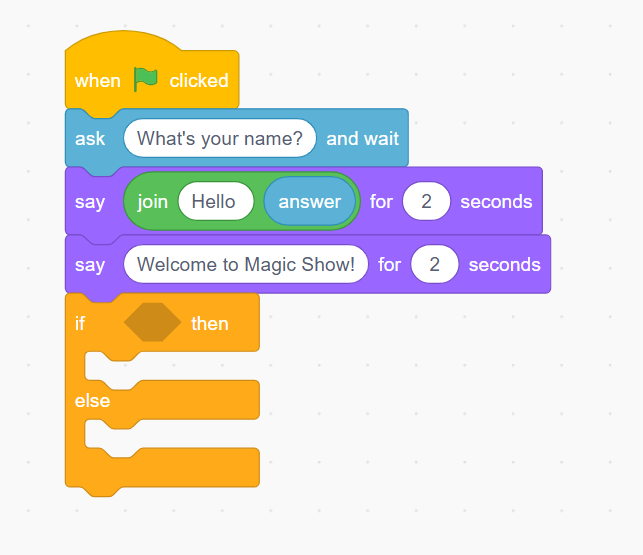 when clicked
ask What's your name? and wait
say join Hello answer for 2 seconds
say Welcome to Magic Show! for 2 seconds
if then
else